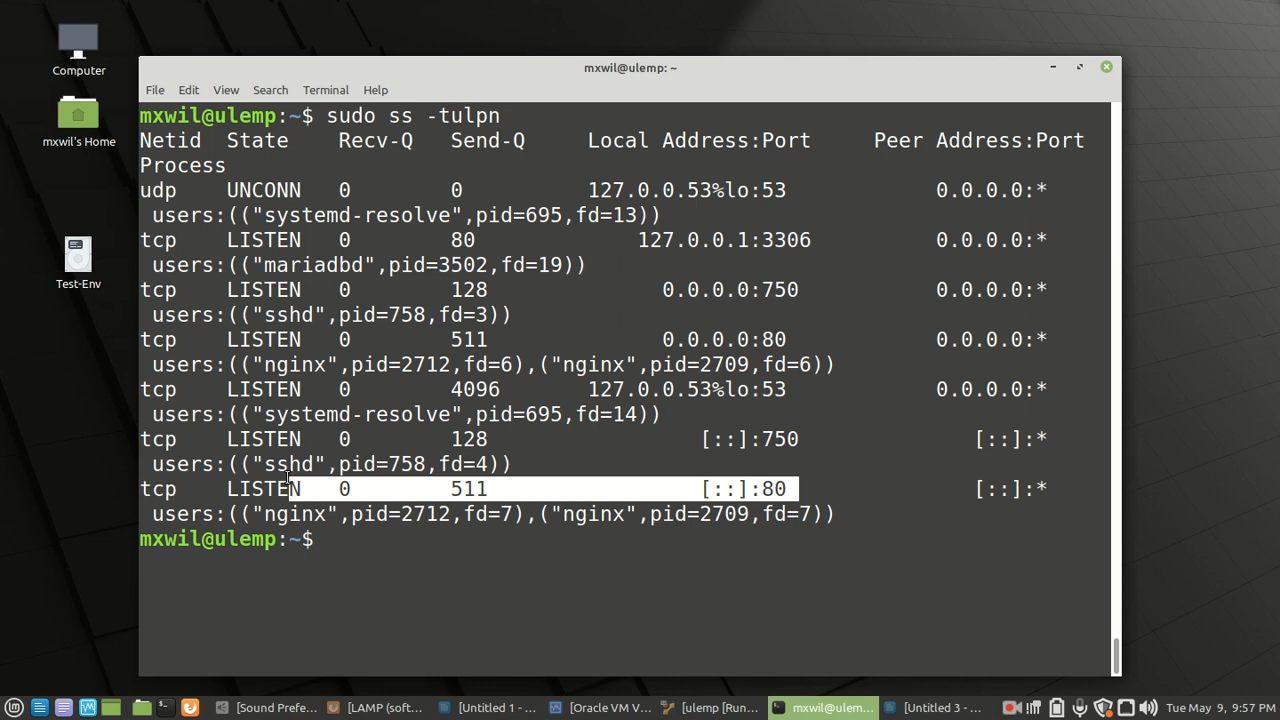 Computer
mxwil's Home
Test-Env
mxwil@ulemp: ~
File Edit View Search Terminal Help
mxwil@ulemp:~$ sudo ss -tulpn
Netid State Recv-Q Send-Q Local Address:Port Peer Address:Port
Process
udp UNCONN 0 0 127.0.0.53%lo:53 0.0.0.0:*
users:(("systemd-resolve",pid=695,fd=13))
tcp LISTEN 0 80 127.0.0.1:3306 0.0.0.0:*
users:(("mariadbd",pid=3502,fd=19))
tcp LISTEN 0 128 0.0.0.0:750 0.0.0.0:*
users:(("sshd",pid=758,fd=3))
tcp LISTEN 0 511 0.0.0.0:80 0.0.0.0:*
users:(("nginx",pid=2712,fd=6),("nginx",pid=2709,fd=6))
tcp LISTEN 0 4096 127.0.0.53%lo:53 0.0.0.0:*
users:(("systemd-resolve",pid=695,fd=14))
tcp LISTEN 0 128 [::]:750 [::]:*
users:(("sshd",pid=758,fd=4))
tcp LISTEN 0 511 [::]:80 [::]:*
users:(("nginx",pid=2712,fd=7),("nginx",pid=2709,fd=7))
mxwil@ulemp:~$
[Sound Prefe... [LAMP (soft... [Untitled 1 - ... [Oracle VM V... [ulemp [Run... mxwil@ulem... [Untitled 3 - ... Tue May 9, 9:57 PM